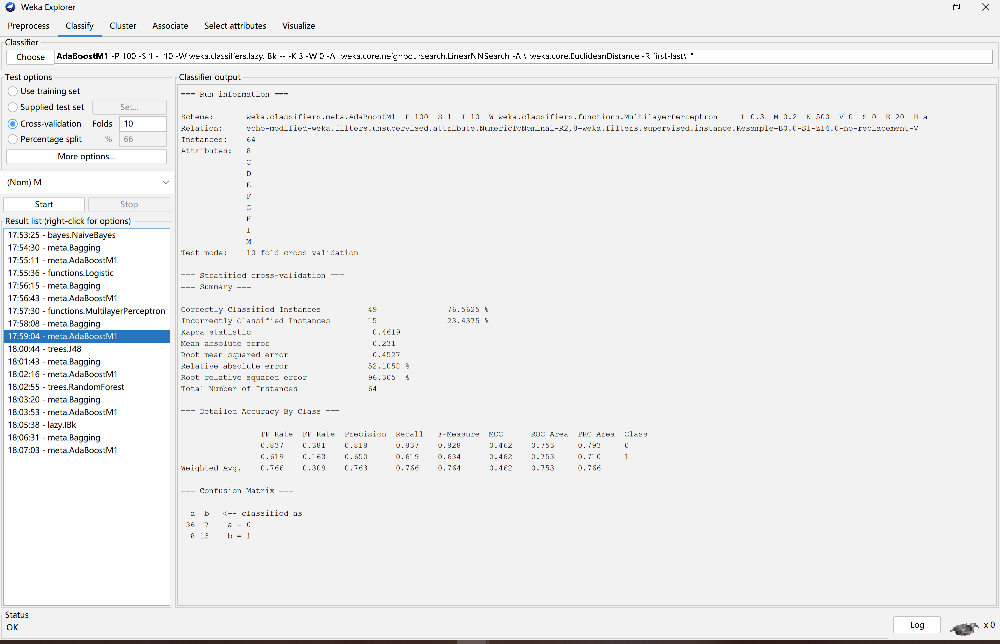 Weka Explorer
Preprocess Classify Cluster Associate Select attributes Visualize
Classifier
Choose AdaBoostM1 -P 100 -S 1 -I 10 -W weka.classifiers.lazy.IBk -- -K 3 -W 0 -A "weka.core.neighboursearch.LinearNNSearch -A \"weka.core.EuclideanDistance -R first-last\""
Test options
Use training set
Supplied test set Set...
Cross-validation Folds 10
Percentage split % 66
More options...
(Nom) M
Start Stop
Result list (right-click for options)
17:53:25 - bayes.NaiveBayes
17:54:30 - meta.Bagging
17:55:11 - meta.AdaBoostM1
17:55:36 - functions.Logistic
17:56:15 - meta.Bagging
17:56:43 - meta.AdaBoostM1
17:57:30 - functions.MultilayerPerceptron
17:58:08 - meta.Bagging
17:59:04 - meta.AdaBoostM1
18:00:44 - trees.J48
18:01:43 - meta.Bagging
18:02:16 - meta.AdaBoostM1
18:02:55 - trees.RandomForest
18:03:20 - meta.Bagging
18:03:53 - meta.AdaBoostM1
18:05:38 - lazy.IBk
18:06:31 - meta.Bagging
18:07:03 - meta.AdaBoostM1
Classifier output
=== Run information ===
Scheme: weka.classifiers.meta.AdaBoostM1 -P 100 -S 1 -I 10 -W weka.classifiers.functions.MultilayerPerceptron -- -L 0.3 -M 0.2 -N 500 -V 0 -S 0 -E 20 -H a
Relation: echo-modified-weka.filters.unsupervised.attribute.NumericToNominal-R2,8-weka.filters.supervised.instance.Resample-B0.0-S1-Z14.0-no-replacement-V
Instances: 64
Attributes: 8
C
D
E
F
G
H
I
M
Test mode: 10-fold cross-validation
=== Stratified cross-validation ===
=== Summary ===
Correctly Classified Instances 49 76.5625 %
Incorrectly Classified Instances 15 23.4375 %
Kappa statistic 0.4619
Mean absolute error 0.231
Root mean squared error 0.4527
Relative absolute error 52.1058 %
Root relative squared error 96.305 %
Total Number of Instances 64
=== Detailed Accuracy By Class ===
TP Rate FP Rate Precision Recall F-Measure MCC ROC Area PRC Area Class
0.837 0.381 0.818 0.837 0.828 0.462 0.753 0.793 0
0.619 0.163 0.650 0.619 0.634 0.462 0.753 0.710 1
Weighted Avg. 0.766 0.309 0.763 0.766 0.764 0.462 0.753 0.766
=== Confusion Matrix ===
a b <-- classified as
36 7 | a = 0
8 13 | b = 1
Status
OK
Log x 0